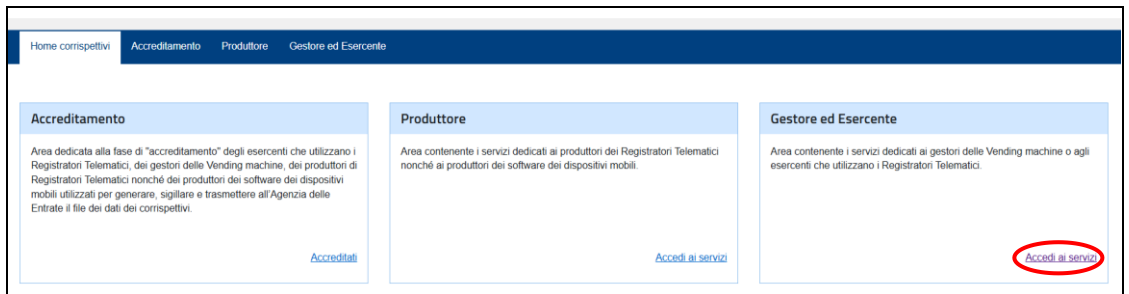 Home corrispettivi Accreditamento Produttore Gestore ed Esercente
Accreditamento
Area dedicata alla fase di "accreditamento" degli esercenti che utilizzano i
Registratori Telematici, dei gestori delle Vending machine, dei produttori di
Registratori Telematici nonché dei produttori dei software dei dispositivi
mobili utilizzati per generare, sigillare e trasmettere all'Agenzia delle
Entrate il file dei dati dei corrispettivi.
Accreditati
Produttore
Area contenente i servizi dedicati ai produttori dei Registratori Telematici
nonché ai produttori dei software dei dispositivi mobili.
Accedi ai servizi
Gestore ed Esercente
Area contenente i servizi dedicati ai gestori delle Vending machine o agli
esercenti che utilizzano i Registratori Telematici.
Accedi ai servizi